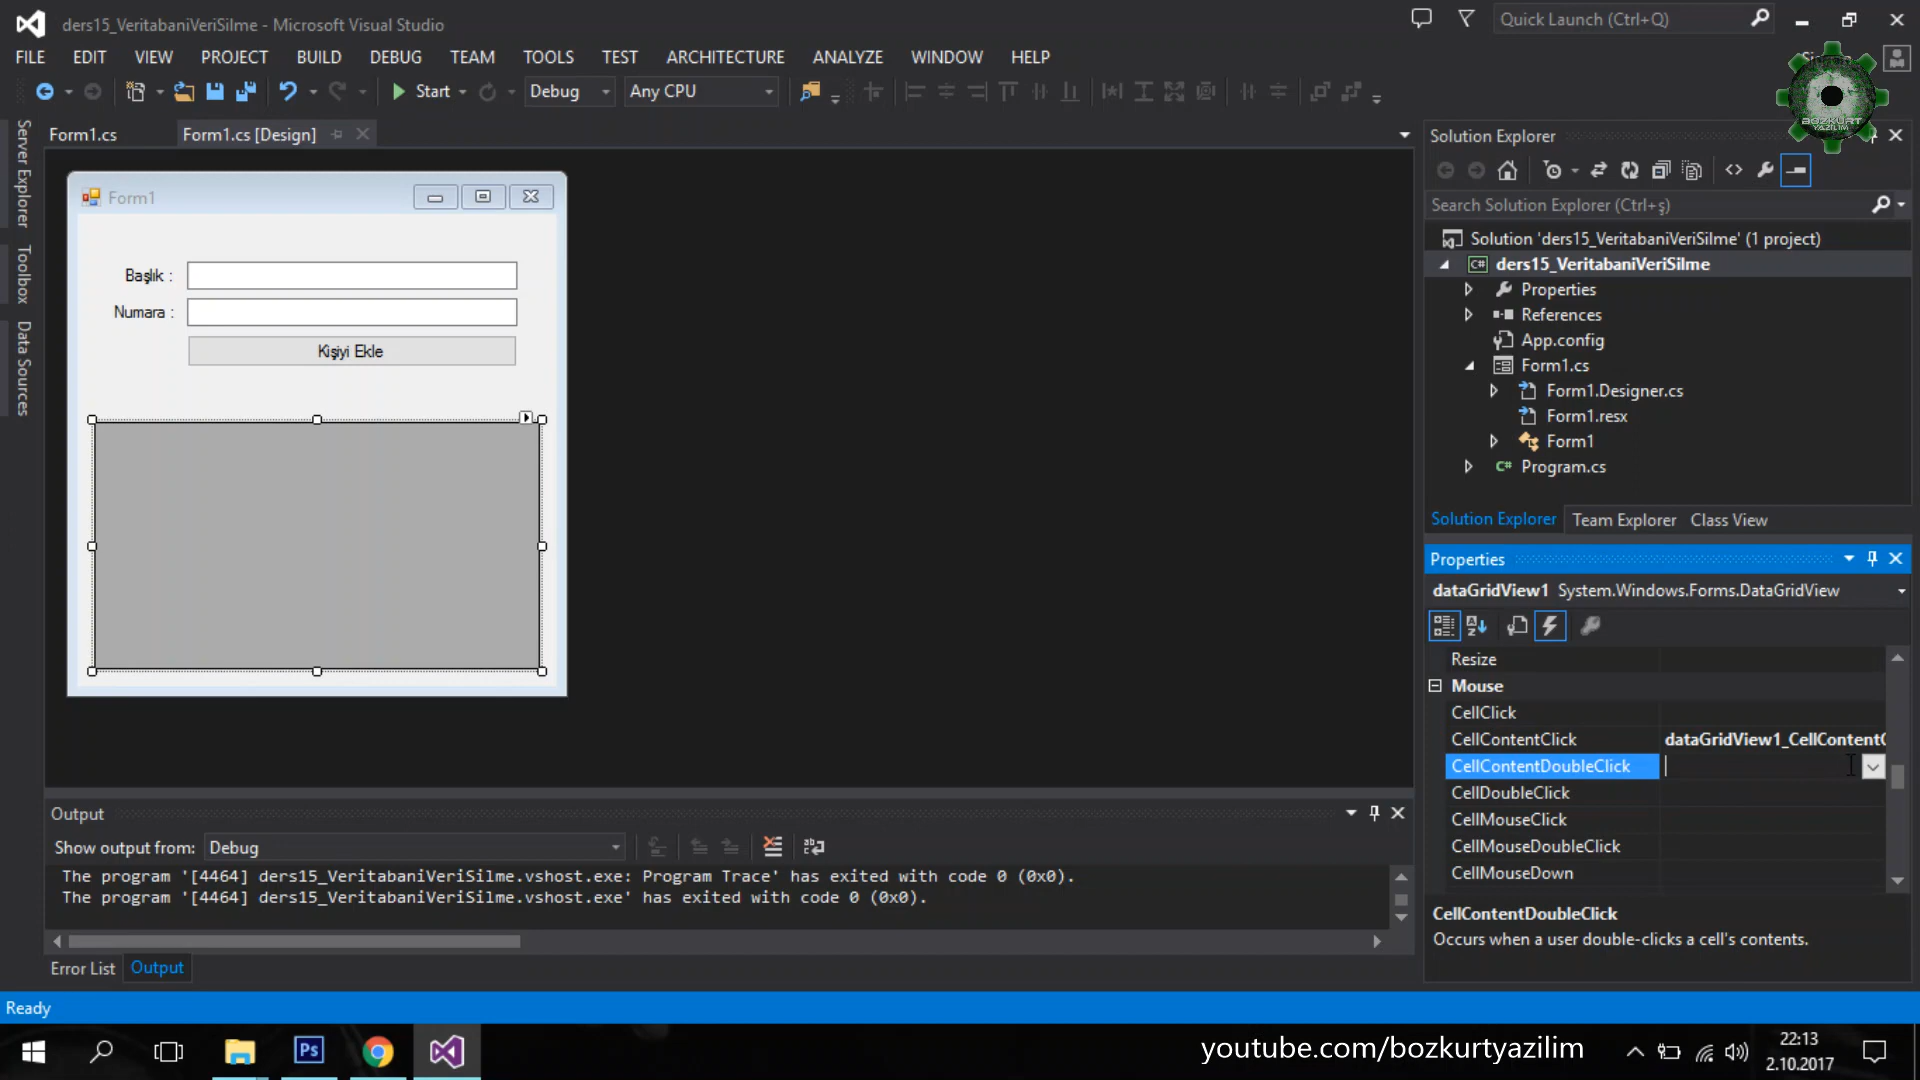 ders15_VeritabaniVeriSilme - Microsoft Visual Studio
Quick Launch (Ctrl+Q)
FILE EDIT VIEW PROJECT BUILD DEBUG TEAM TOOLS TEST ARCHITECTURE ANALYZE WINDOW HELP
Start Debug Any CPU
BOZKURT
YAZILIM
Form1.cs Form1.cs [Design]
Server Explorer
Toolbox
Data Sources
Form1
Başlık :
Numara :
Kişiyi Ekle
Solution Explorer
Search Solution Explorer (Ctrl+ş)
Solution 'ders15_VeritabaniVeriSilme' (1 project)
C# ders15_VeritabaniVeriSilme
Properties
References
App.config
Form1.cs
Form1.Designer.cs
Form1.resx
Form1
C# Program.cs
Solution Explorer Team Explorer Class View
Properties
dataGridView1 System.Windows.Forms.DataGridView
Resize
Mouse
CellClick
CellContentClick dataGridView1_CellContentC
CellContentDoubleClick
CellDoubleClick
CellMouseClick
CellMouseDoubleClick
CellMouseDown
CellContentDoubleClick
Occurs when a user double-clicks a cell's contents.
Output
Show output from: Debug
The program '[4464] ders15_VeritabaniVeriSilme.vshost.exe: Program Trace' has exited with code 0 (0x0).
The program '[4464] ders15_VeritabaniVeriSilme.vshost.exe' has exited with code 0 (0x0).
Error List Output
Ready
Ps
youtube.com/bozkurtyazilim
22:13
2.10.2017